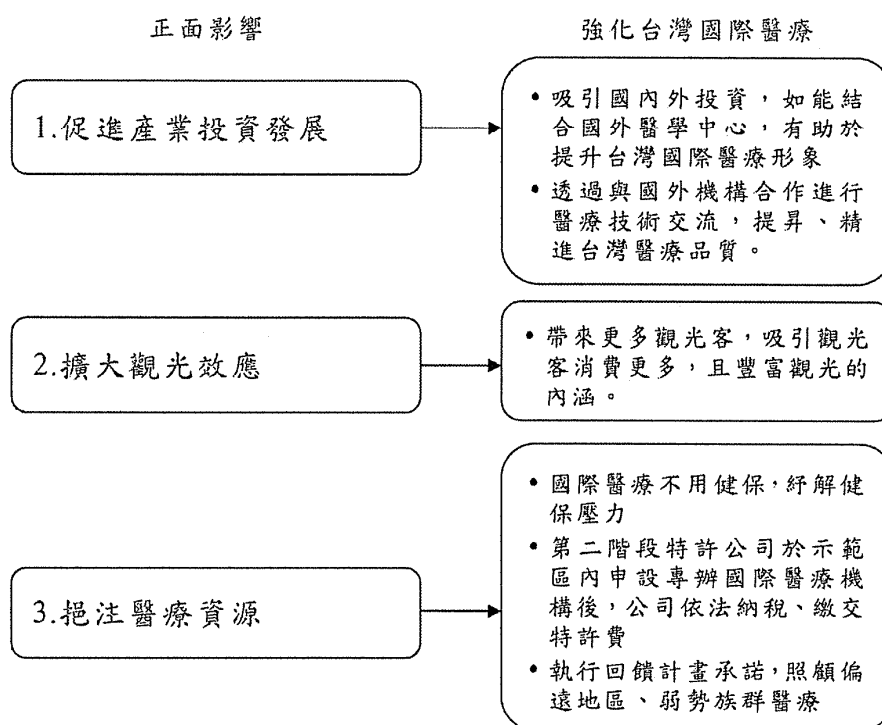 正面影響
強化台灣國際醫療
1.促進產業投資發展
• 吸引國內外投資，如能結
合國外醫學中心，有助於
提升台灣國際醫療形象
• 透過與國外機構合作進行
醫療技術交流，提昇、精
進台灣醫療品質。
2.擴大觀光效應
• 帶來更多觀光客，吸引觀光
客消費更多，且豐富觀光的
內涵。
3.挹注醫療資源
• 國際醫療不用健保，紓解健
保壓力
• 第二階段特許公司於示範
區內申設專辦國際醫療機
構後，公司依法納稅、繳交
特許費
• 執行回饋計畫承諾，照顧偏
遠地區、弱勢族群醫療